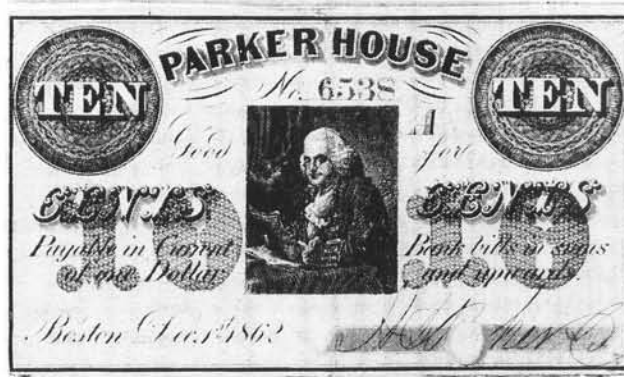 PARKER HOUSE
TEN TEN
No. 6538 A
Good for
CENTS CENTS
10 10
Payable in Current Bank bills in sums
of one Dollar and upwards.
Boston Dec. 1st 1862